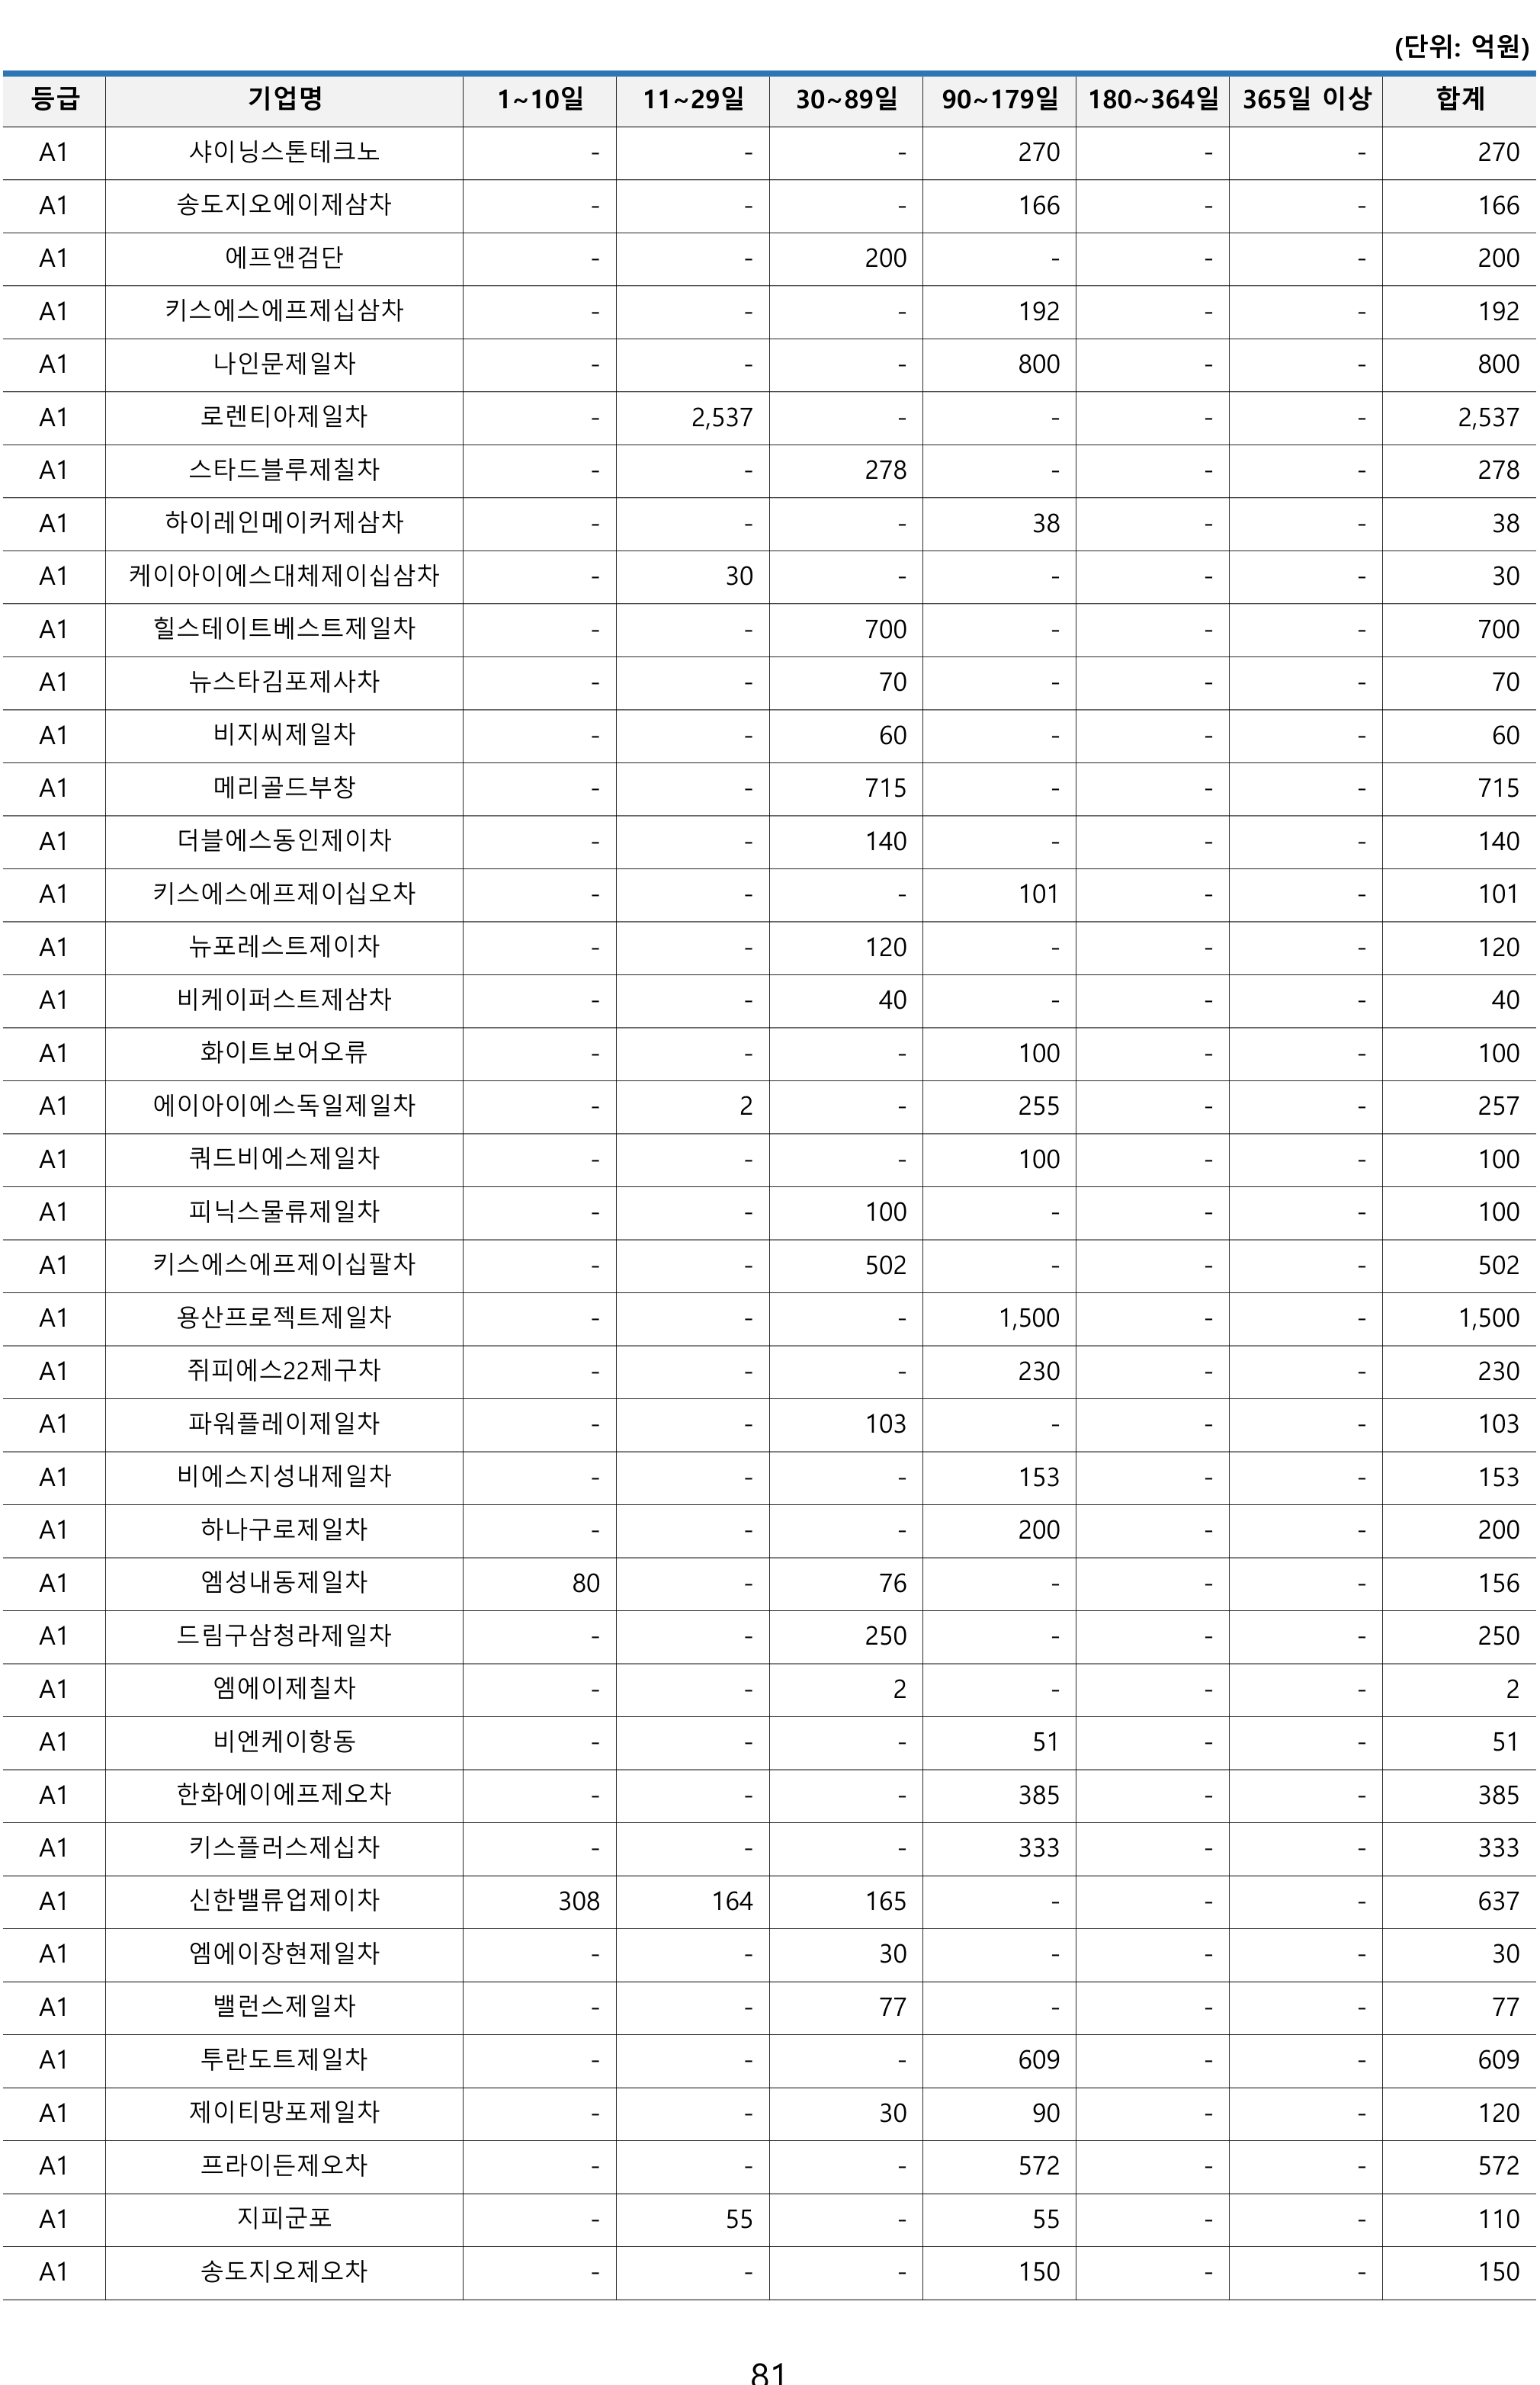 (단위: 억원)
등급 기업명 1~10일 11~29일 30~89일 90~179일 180~364일 365일 이상 합계
A1 샤이닝스톤테크노 - - - 270 - - 270
A1 송도지오에이제삼차 - - - 166 - - 166
A1 에프앤검단 - - 200 - - - 200
A1 키스에스에프제십삼차 - - - 192 - - 192
A1 나인문제일차 - - - 800 - - 800
A1 로렌티아제일차 - 2,537 - - - - 2,537
A1 스타드블루제칠차 - - 278 - - - 278
A1 하이레인메이커제삼차 - - - 38 - - 38
A1 케이아이에스대체제이십삼차 - 30 - - - - 30
A1 힐스테이트베스트제일차 - - 700 - - - 700
A1 뉴스타김포제사차 - - 70 - - - 70
A1 비지씨제일차 - - 60 - - - 60
A1 메리골드부창 - - 715 - - - 715
A1 더블에스동인제이차 - - 140 - - - 140
A1 키스에스에프제이십오차 - - - 101 - - 101
A1 뉴포레스트제이차 - - 120 - - - 120
A1 비케이퍼스트제삼차 - - 40 - - - 40
A1 화이트보어오류 - - - 100 - - 100
A1 에이아이에스독일제일차 - 2 - 255 - - 257
A1 쿼드비에스제일차 - - - 100 - - 100
A1 피닉스물류제일차 - - 100 - - - 100
A1 키스에스에프제이십팔차 - - 502 - - - 502
A1 용산프로젝트제일차 - - - 1,500 - - 1,500
A1 쥐피에스22제구차 - - - 230 - - 230
A1 파워플레이제일차 - - 103 - - - 103
A1 비에스지성내제일차 - - - 153 - - 153
A1 하나구로제일차 - - - 200 - - 200
A1 엠성내동제일차 80 - 76 - - - 156
A1 드림구삼청라제일차 - - 250 - - - 250
A1 엠에이제칠차 - - 2 - - - 2
A1 비엔케이항동 - - - 51 - - 51
A1 한화에이에프제오차 - - - 385 - - 385
A1 키스플러스제십차 - - - 333 - - 333
A1 신한밸류업제이차 308 164 165 - - - 637
A1 엠에이장현제일차 - - 30 - - - 30
A1 밸런스제일차 - - 77 - - - 77
A1 투란도트제일차 - - - 609 - - 609
A1 제이티망포제일차 - - 30 90 - - 120
A1 프라이든제오차 - - - 572 - - 572
A1 지피군포 - 55 - 55 - - 110
A1 송도지오제오차 - - - 150 - - 150
81